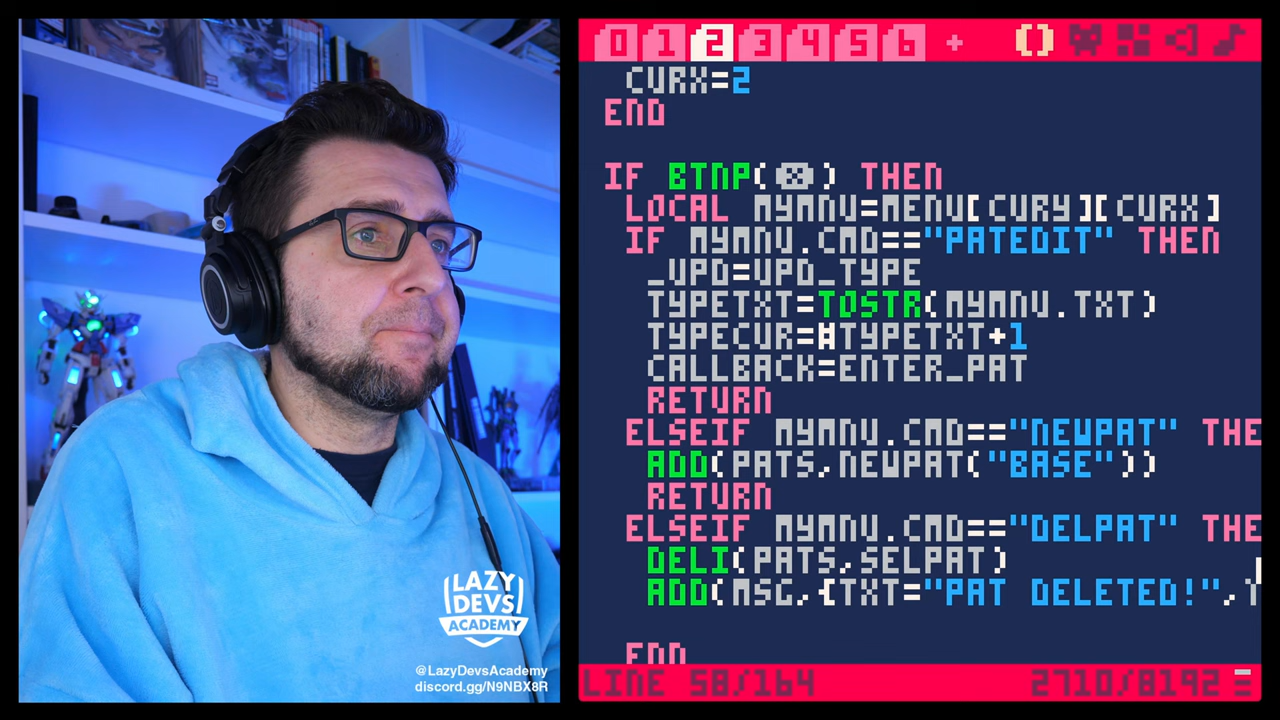 LAZY
DEVS
ACADEMY
@LazyDevsAcademy
discord.gg/N9NBX8R
0 1 2 3 4 5 6 +
CURX=2
END
IF BTNP(❎) THEN
LOCAL MYMNU=MENU[CURY][CURX]
IF MYMNU.CMD=="PATEDIT" THEN
_UPD=UPD_TYPE
TYPETXT=TOSTR(MYMNU.TXT)
TYPECUR=#TYPETXT+1
CALLBACK=ENTER_PAT
RETURN
ELSEIF MYMNU.CMD=="NEWPAT" THE
ADD(PATS,NEWPAT("BASE"))
RETURN
ELSEIF MYMNU.CMD=="DELPAT" THE
DELI(PATS,SELPAT)
ADD(MSG,{TXT="PAT DELETED!",T
END
LINE 58/164 2710/8192